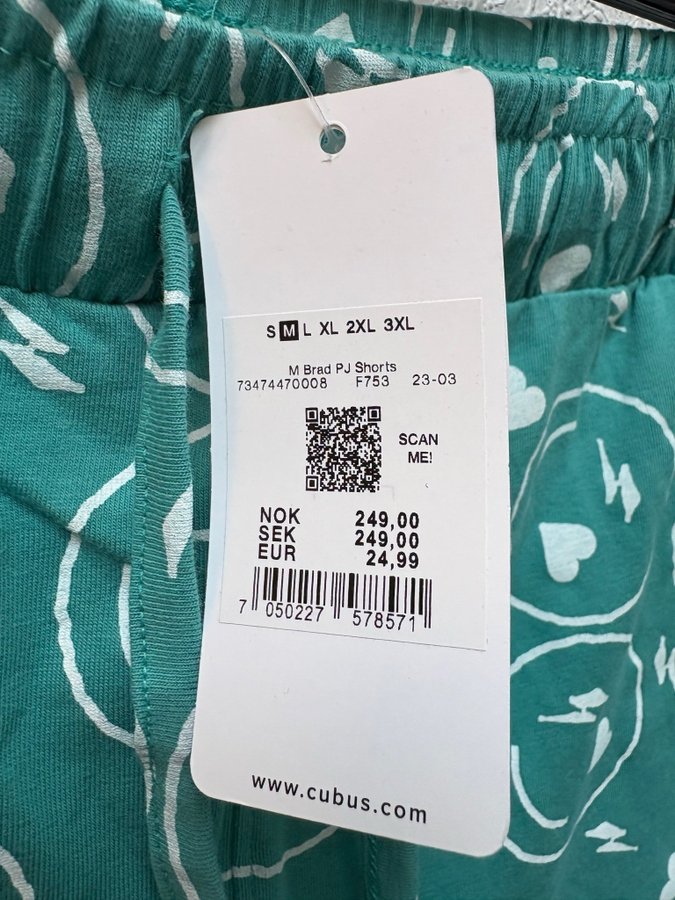 S M L XL 2XL 3XL
M Brad PJ Shorts
73474470008 F753 23-03
SCAN
ME!
NOK 249,00
SEK 249,00
EUR 24,99
7 050227 578571
www.cubus.com